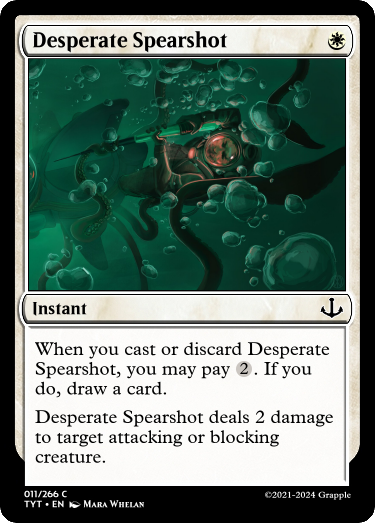 Desperate Spearshot
Instant
When you cast or discard Desperate
Spearshot, you may pay 2. If you
do, draw a card.
Desperate Spearshot deals 2 damage
to target attacking or blocking
creature.
011/266 C
TYT • EN Mara Whelan
©2021-2024 Grapple